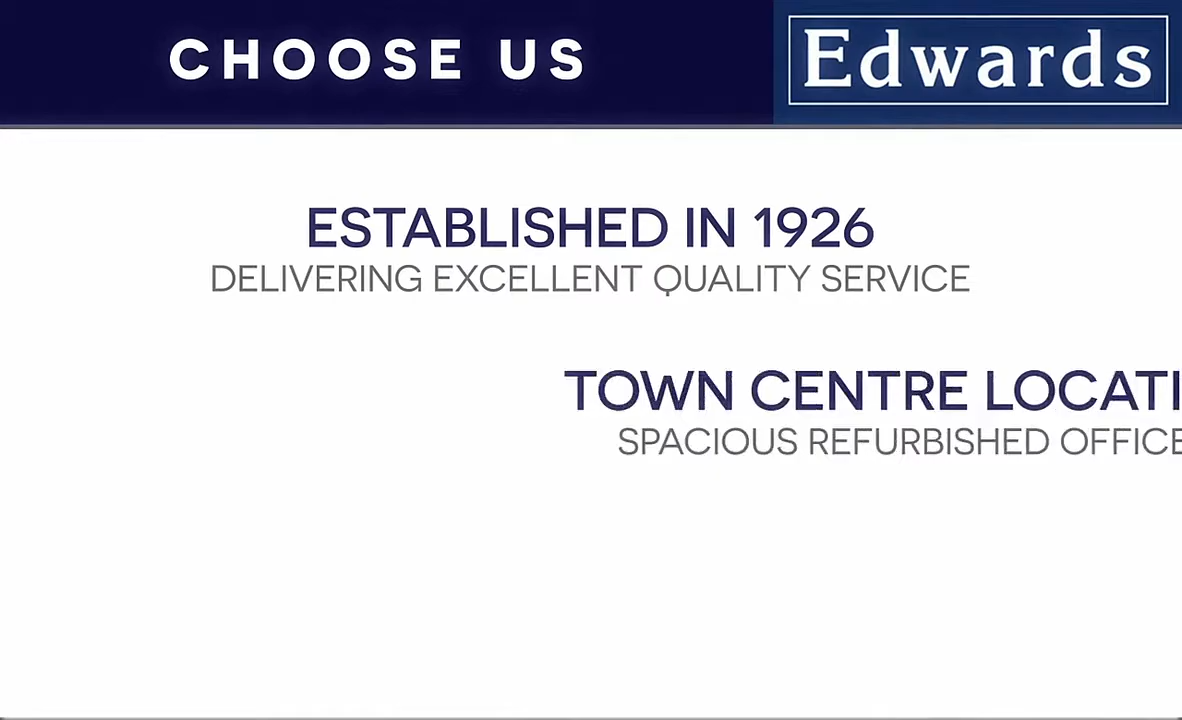 CHOOSE US
Edwards
ESTABLISHED IN 1926
DELIVERING EXCELLENT QUALITY SERVICE
TOWN CENTRE LOCATI
SPACIOUS REFURBISHED OFFICE